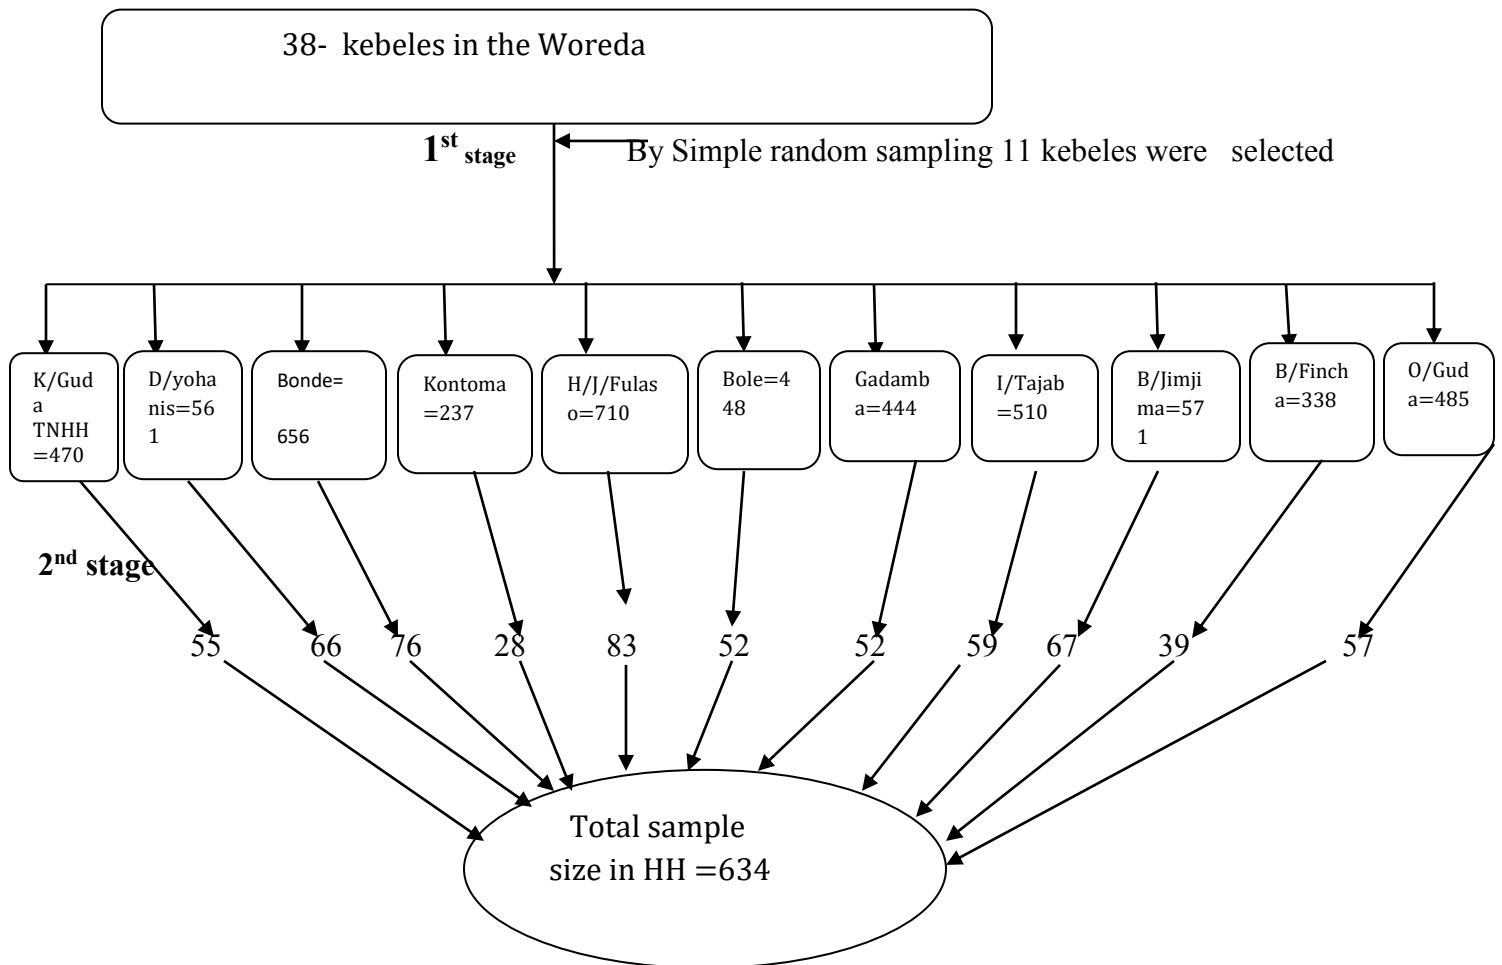 38- kebeles in the Woreda
1st stage
By Simple random sampling 11 kebeles were selected
K/Gud
a
TNHH
=470
D/yoha
nis=56
1
Bonde=
656
Kontoma
=237
H/J/Fulas
o=710
Bole=4
48
Gadamb
a=444
I/Tajab
=510
B/Jimji
ma=57
1
B/Finch
a=338
O/Gud
a=485
2nd stage
55 66 76 28 83 52 52 59 67 39 57
Total sample
size in HH =634